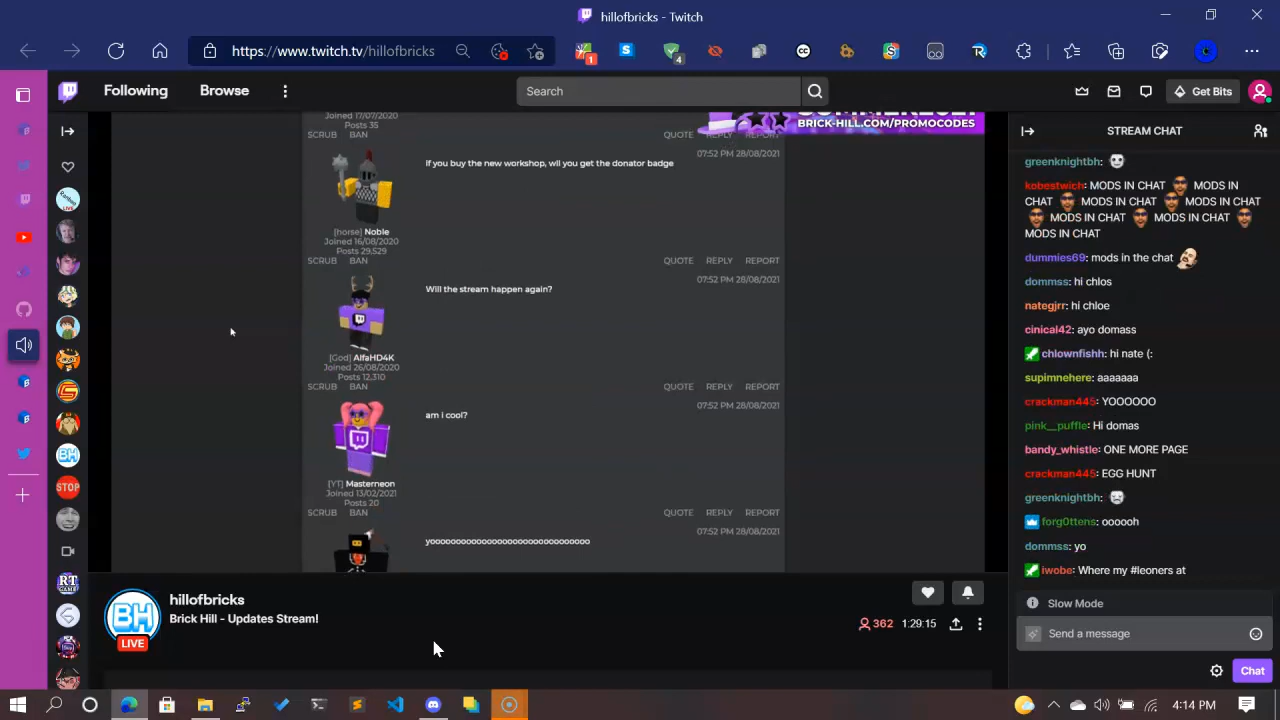 hillofbricks - Twitch
https://www.twitch.tv/hillofbricks
1
4
Following
Browse
Search
Get Bits
Joined 17/07/2020
Posts 35
SCRUB BAN
QUOTE REPLY REPORT
BRICK-HILL.COM/PROMOCODES
07:52 PM 28/08/2021
If you buy the new workshop, wil you get the donator badge
[horse] Noble
Joined 16/08/2020
Posts 29,529
SCRUB BAN
QUOTE REPLY REPORT
07:52 PM 28/08/2021
Will the stream happen again?
[God] AlfaHD4K
Joined 26/08/2020
Posts 12,310
SCRUB BAN
QUOTE REPLY REPORT
07:52 PM 28/08/2021
am i cool?
[YT] Masterneon
Joined 13/02/2021
Posts 20
SCRUB BAN
QUOTE REPLY REPORT
07:52 PM 28/08/2021
BH
LIVE
hillofbricks
Brick Hill - Updates Stream!
362
1:29:15
STOP
RT
STREAM CHAT
greenknightbh:
kobestwich: MODS IN CHAT MODS IN
CHAT MODS IN CHAT MODS IN CHAT
MODS IN CHAT MODS IN CHAT
MODS IN CHAT
dummies69: mods in the chat
dommss: hi chlos
nategjrr: hi chloe
cinical42: ayo domass
chlownfishh: hi nate (:
supimnehere: aaaaaaa
crackman445: YOOOOOO
pink__puffle: Hi domas
bandy_whistle: ONE MORE PAGE
crackman445: EGG HUNT
greenknightbh:
forg0ttens: oooooh
dommss: yo
iwobe: Where my #leoners at
Slow Mode
Send a message
Chat
4:14 PM